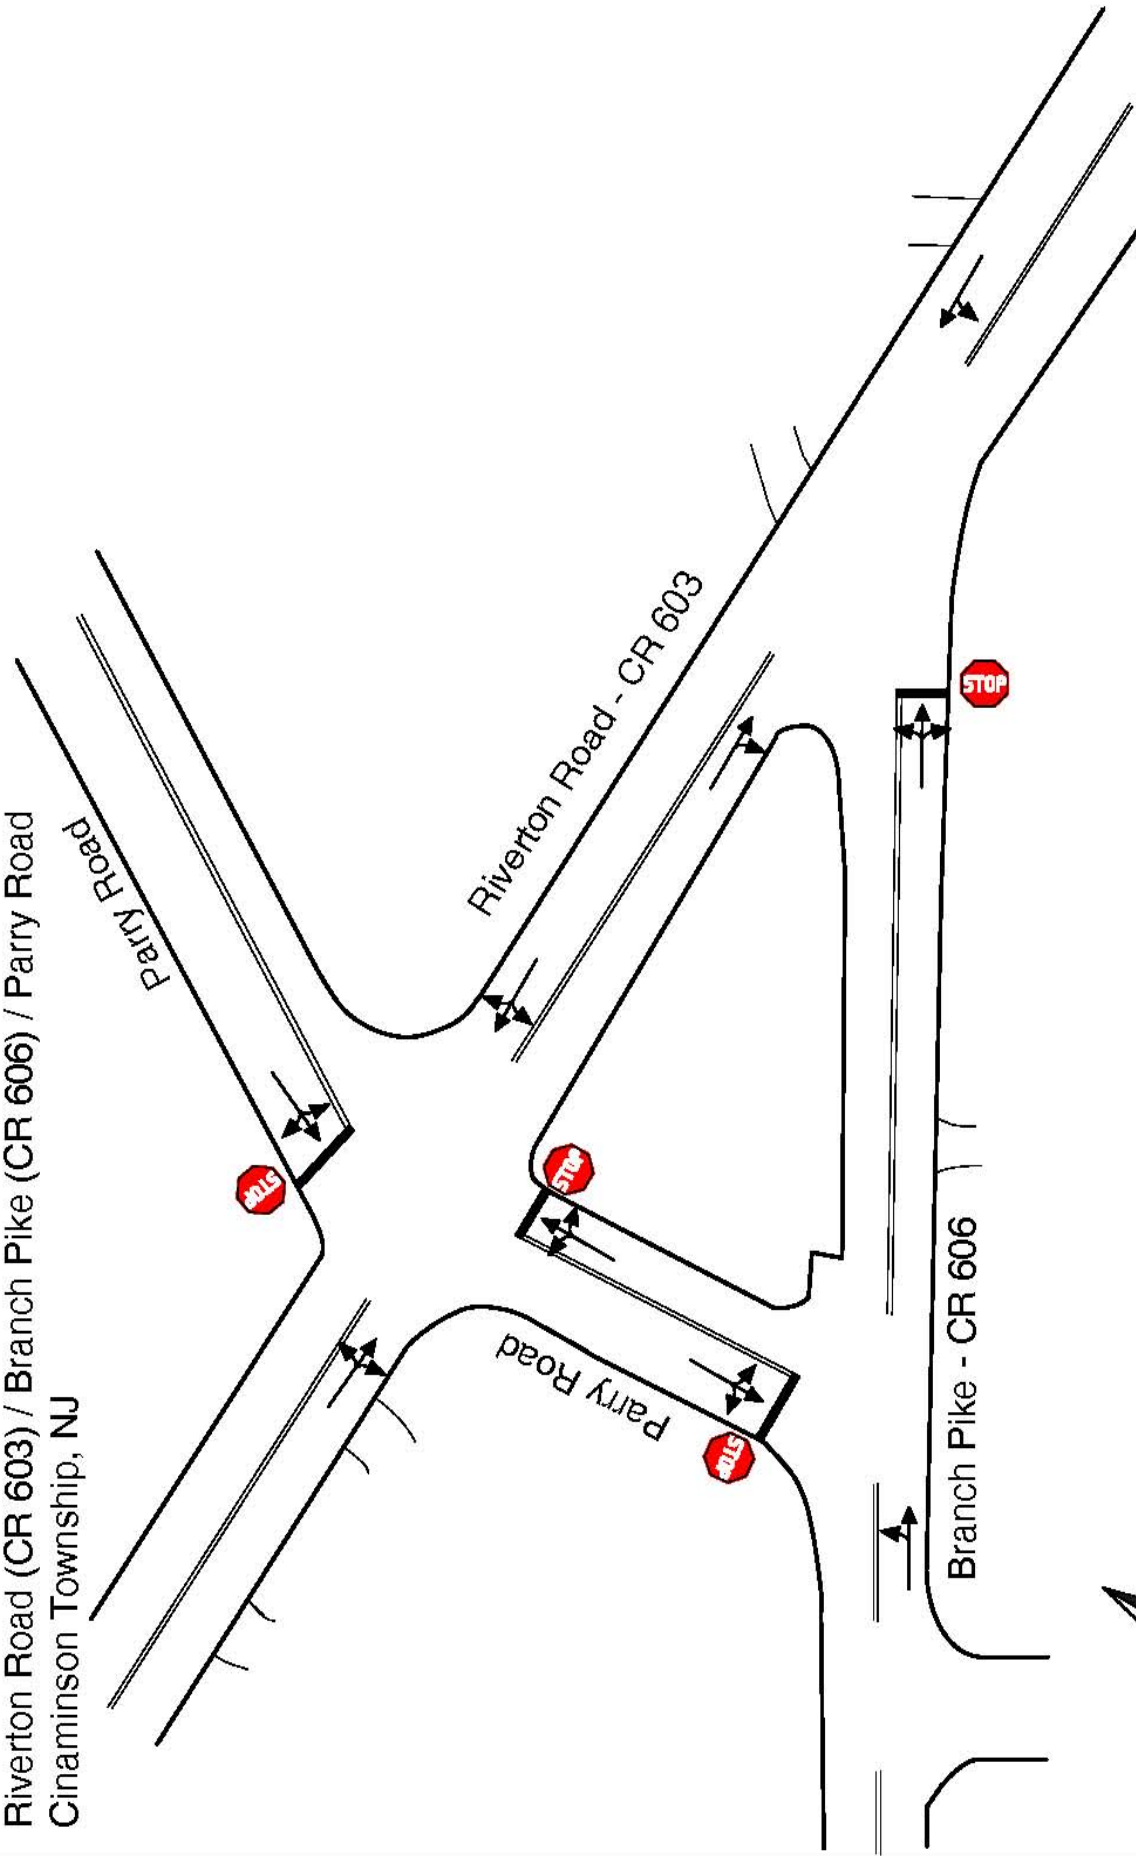 Riverton Road (CR 603) / Branch Pike (CR 606) / Parry Road
Cinaminson Township, NJ
Parry Road
Riverton Road - CR 603
STOP
STOP
Parry Road
STOP
STOP
Branch Pike - CR 606